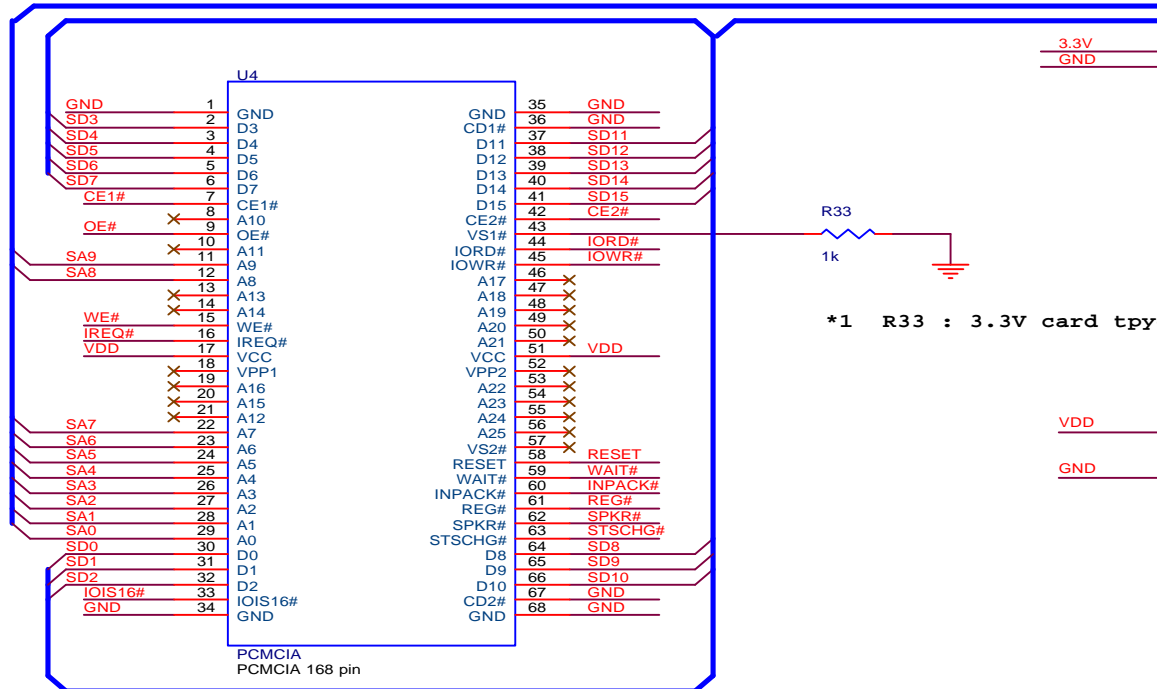 U4
GND 1 GND GND 35 GND
SD3 2 D3 CD1# 36 GND
SD4 3 D4 D11 37 SD11
SD5 4 D5 D12 38 SD12
SD6 5 D6 D13 39 SD13
SD7 6 D7 D14 40 SD14
CE1# 7 CE1# D15 41 SD15
8 A10 CE2# 42 CE2#
OE# 9 OE# VS1# 43
10 A11 IORD# 44 IORD#
SA9 11 A9 IOWR# 45 IOWR#
SA8 12 A8 A17 46
13 A13 A18 47
14 A14 A19 48
WE# 15 WE# A20 49
IREQ# 16 IREQ# A21 50
VDD 17 VCC VCC 51 VDD
18 VPP1 VPP2 52
19 A16 A22 53
20 A15 A23 54
21 A12 A24 55
SA7 22 A7 A25 56
SA6 23 A6 VS2# 57
SA5 24 A5 RESET 58 RESET
SA4 25 A4 WAIT# 59 WAIT#
SA3 26 A3 INPACK# 60 INPACK#
SA2 27 A2 REG# 61 REG#
SA1 28 A1 SPKR# 62 SPKR#
SA0 29 A0 STSCHG# 63 STSCHG#
SD0 30 D0 D8 64 SD8
SD1 31 D1 D9 65 SD9
SD2 32 D2 D10 66 SD10
IOIS16# 33 IOIS16# CD2# 67 GND
GND 34 GND GND 68 GND
PCMCIA
PCMCIA 168 pin
R33
1k
*1 R33 : 3.3V card tpy
3.3V
GND
VDD
GND